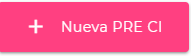 + Nueva PRE CI